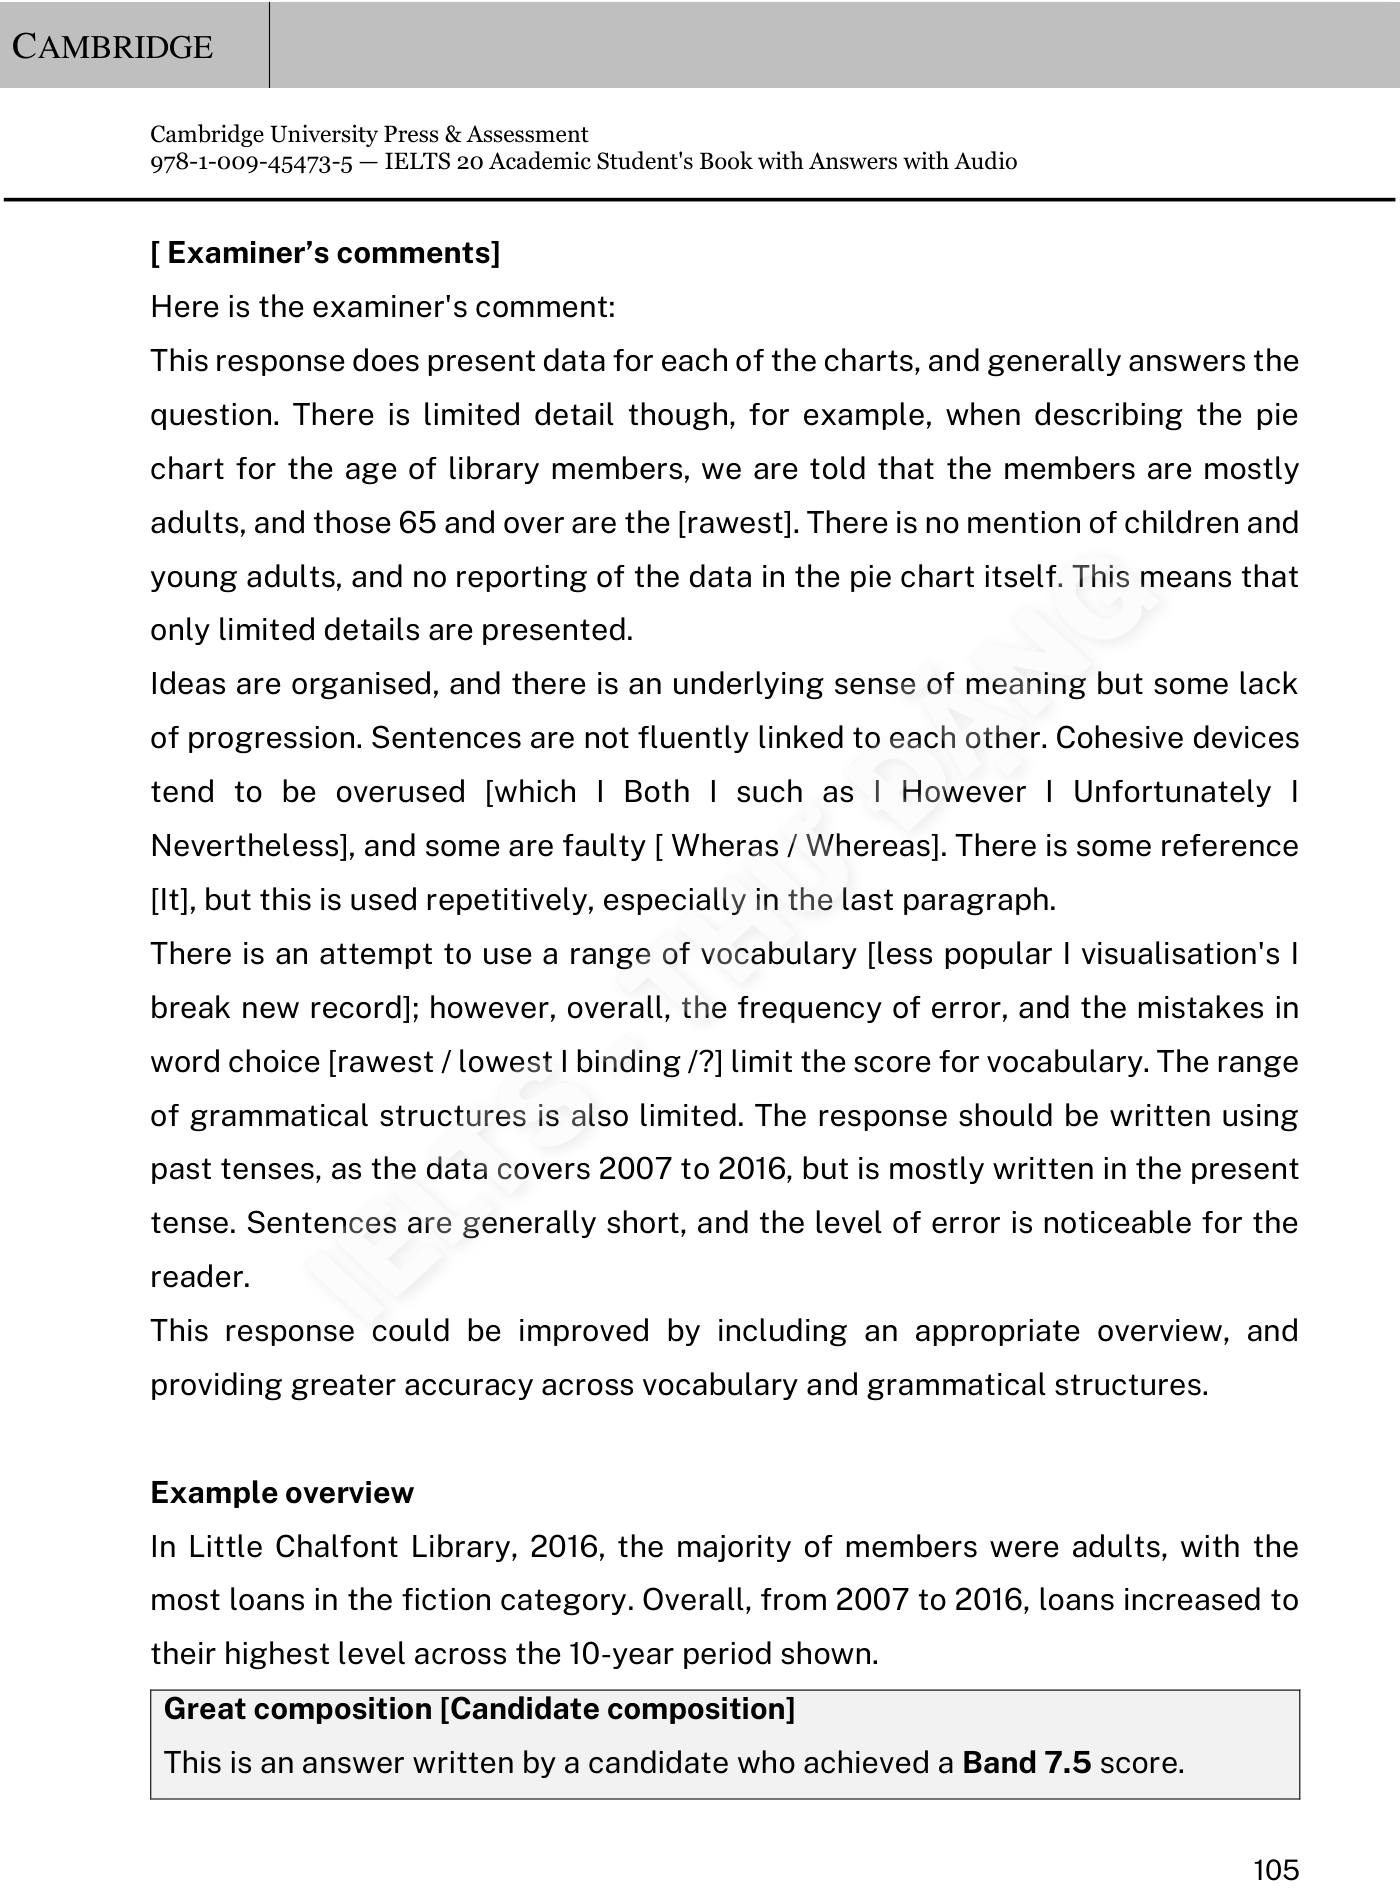 CAMBRIDGE
Cambridge University Press & Assessment
978-1-009-45473-5 — IELTS 20 Academic Student's Book with Answers with Audio
[ Examiner’s comments]
Here is the examiner's comment:
This response does present data for each of the charts, and generally answers the
question. There is limited detail though, for example, when describing the pie
chart for the age of library members, we are told that the members are mostly
adults, and those 65 and over are the [rawest]. There is no mention of children and
young adults, and no reporting of the data in the pie chart itself. This means that
only limited details are presented.
Ideas are organised, and there is an underlying sense of meaning but some lack
of progression. Sentences are not fluently linked to each other. Cohesive devices
tend to be overused [which I Both I such as I However I Unfortunately I
Nevertheless], and some are faulty [ Wheras / Whereas]. There is some reference
[It], but this is used repetitively, especially in the last paragraph.
There is an attempt to use a range of vocabulary [less popular I visualisation's I
break new record]; however, overall, the frequency of error, and the mistakes in
word choice [rawest / lowest I binding /?] limit the score for vocabulary. The range
of grammatical structures is also limited. The response should be written using
past tenses, as the data covers 2007 to 2016, but is mostly written in the present
tense. Sentences are generally short, and the level of error is noticeable for the
reader.
This response could be improved by including an appropriate overview, and
providing greater accuracy across vocabulary and grammatical structures.
Example overview
In Little Chalfont Library, 2016, the majority of members were adults, with the
most loans in the fiction category. Overall, from 2007 to 2016, loans increased to
their highest level across the 10-year period shown.
Great composition [Candidate composition]
This is an answer written by a candidate who achieved a Band 7.5 score.
105
IELTS - THƯ ĐẶNG